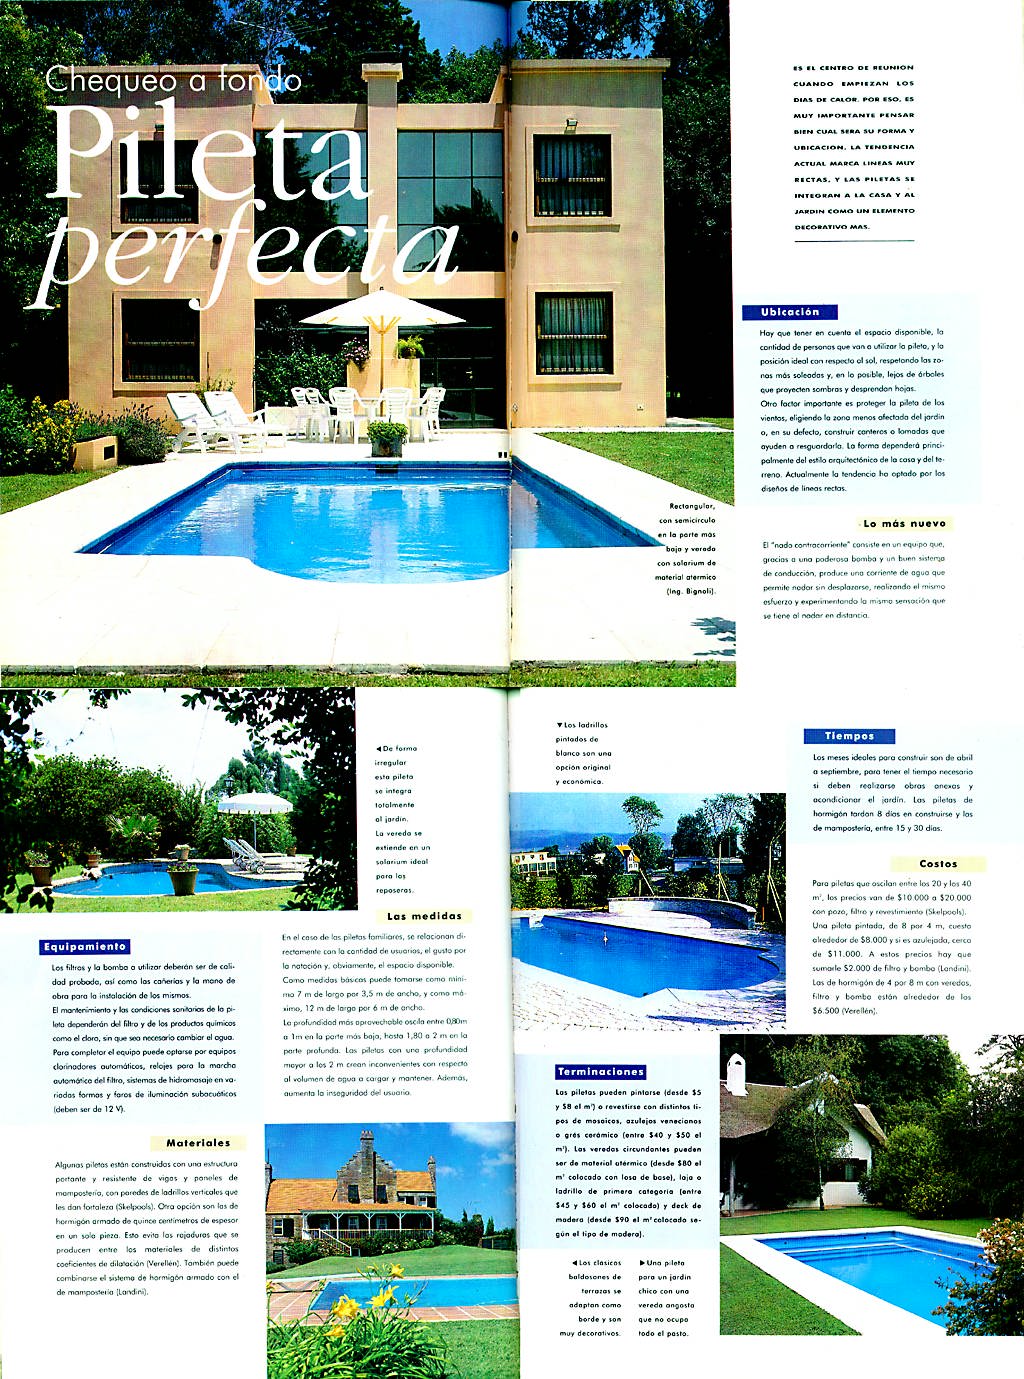 Chequeo a fondo
Pileta
perfecta
ES EL CENTRO DE REUNION
CUANDO EMPIEZAN LOS
DIAS DE CALOR. POR ESO, ES
MUY IMPORTANTE PENSAR
BIEN CUAL SERA SU FORMA Y
UBICACION. LA TENDENCIA
ACTUAL MARCA LINEAS MUY
RECTAS, Y LAS PILETAS SE
INTEGRAN A LA CASA Y AL
JARDIN COMO UN ELEMENTO
DECORATIVO MAS.
Ubicación
Hay que tener en cuenta el espacio disponible, la
cantidad de personas que van a utilizar la pileta, y la
posición ideal con respecto al sol, respetando las zo-
nas más soleadas y, en lo posible, lejos de árboles
que proyecten sombras y desprendan hojas.
Otro factor importante es proteger la pileta de los
vientos, eligiendo la zona menos afectada del jardín
o, en su defecto, construir canteros o lomadas que
ayuden a resguardarla. La forma dependerá princi-
palmente del estilo arquitectónico de la casa y del te-
rreno. Actualmente la tendencia ha optado por los
diseños de líneas rectas.
Lo más nuevo
El "nado contracorriente" consiste en un equipo que,
gracias a una poderosa bomba y un buen sistema
de conducción, produce una corriente de agua que
permite nadar sin desplazarse, realizando el mismo
esfuerzo y experimentando la misma sensación que
se tiene al nadar en distancia.
Rectangular,
con semicírculo
en la parte más
baja y vereda
con solarium de
material atérmico
(Ing. Bignoli).
◀ De forma
irregular
esta pileta
se integra
totalmente
al jardín.
La vereda se
extiende en un
solarium ideal
para las
reposeras.
Equipamiento
Los filtros y la bomba a utilizar deberán ser de cali-
dad probada, así como las cañerías y la mano de
obra para la instalación de los mismos.
El mantenimiento y las condiciones sanitarias de la pi-
leta dependerán del filtro y de los productos químicos
como el cloro, sin que sea necesario cambiar el agua.
Para completar el equipo puede optarse por equipos
clorinadores automáticos, relojes para la marcha
automática del filtro, sistemas de hidromasaje en va-
riadas formas y faros de iluminación subacuáticos
(deben ser de 12 V).
Materiales
Algunas piletas están construidas con una estructura
portante y resistente de vigas y paneles de
mampostería, con paredes de ladrillos verticales que
les dan fortaleza (Skelpools). Otra opción son las de
hormigón armado de quince centímetros de espesor
en un solo pieza. Esto evita las rajaduras que se
producen entre los materiales de distintos
coeficientes de dilatación (Verellén). También puede
combinarse el sistema de hormigón armado con el
de mampostería (Landini).
Las medidas
En el caso de las piletas familiares, se relacionan di-
rectamente con la cantidad de usuarios, el gusto por
la natación y, obviamente, el espacio disponible.
Como medidas básicas puede tomarse como míni-
mo 7 m de largo por 3,5 m de ancho, y como má-
ximo, 12 m de largo por 6 m de ancho.
La profundidad más aprovechable oscila entre 0,80m
a 1m en la parte más baja, hasta 1,80 a 2 m en la
parte profunda. Las piletas con una profundidad
mayor a los 2 m crean inconvenientes con respecto
al volumen de agua a cargar y mantener. Además,
aumenta la inseguridad del usuario.
▼ Los ladrillos
pintados de
blanco son una
opción original
y económica.
Tiempos
Los meses ideales para construir son de abril
a septiembre, para tener el tiempo necesario
si deben realizarse obras anexas y
acondicionar el jardín. Las piletas de
hormigón tardan 8 días en construirse y las
de mampostería, entre 15 y 30 días.
Costos
Para piletas que oscilan entre los 20 y los 40
m², los precios van de $10.000 a $20.000
con pozo, filtro y revestimiento (Skelpools).
Una pileta pintada, de 8 por 4 m, cuesta
alrededor de $8.000 y si es azulejada, cerca
de $11.000. A estos precios hay que
sumarle $2.000 de filtro y bomba (Landini).
Las de hormigón de 4 por 8 m con veredas,
filtro y bomba están alrededor de los
$6.500 (Verellén).
Terminaciones
Las piletas pueden pintarse (desde $5
y $8 el m²) o revestirse con distintos ti-
pos de mosaicos, azulejos venecianos
o grés cerámico (entre $40 y $50 el
m²). Las veredas circundantes pueden
ser de material atérmico (desde $80 el
m² colocado con losa de base), laja o
ladrillo de primera categoría (entre
$45 y $60 el m² colocado) y deck de
madera (desde $90 el m² colocado se-
gún el tipo de madera).
◀ Los clásicos
baldosones de
terrazas se
adaptan como
borde y son
muy decorativos.
▶ Una pileta
para un jardín
chico con una
vereda angosta
que no ocupa
todo el pasto.